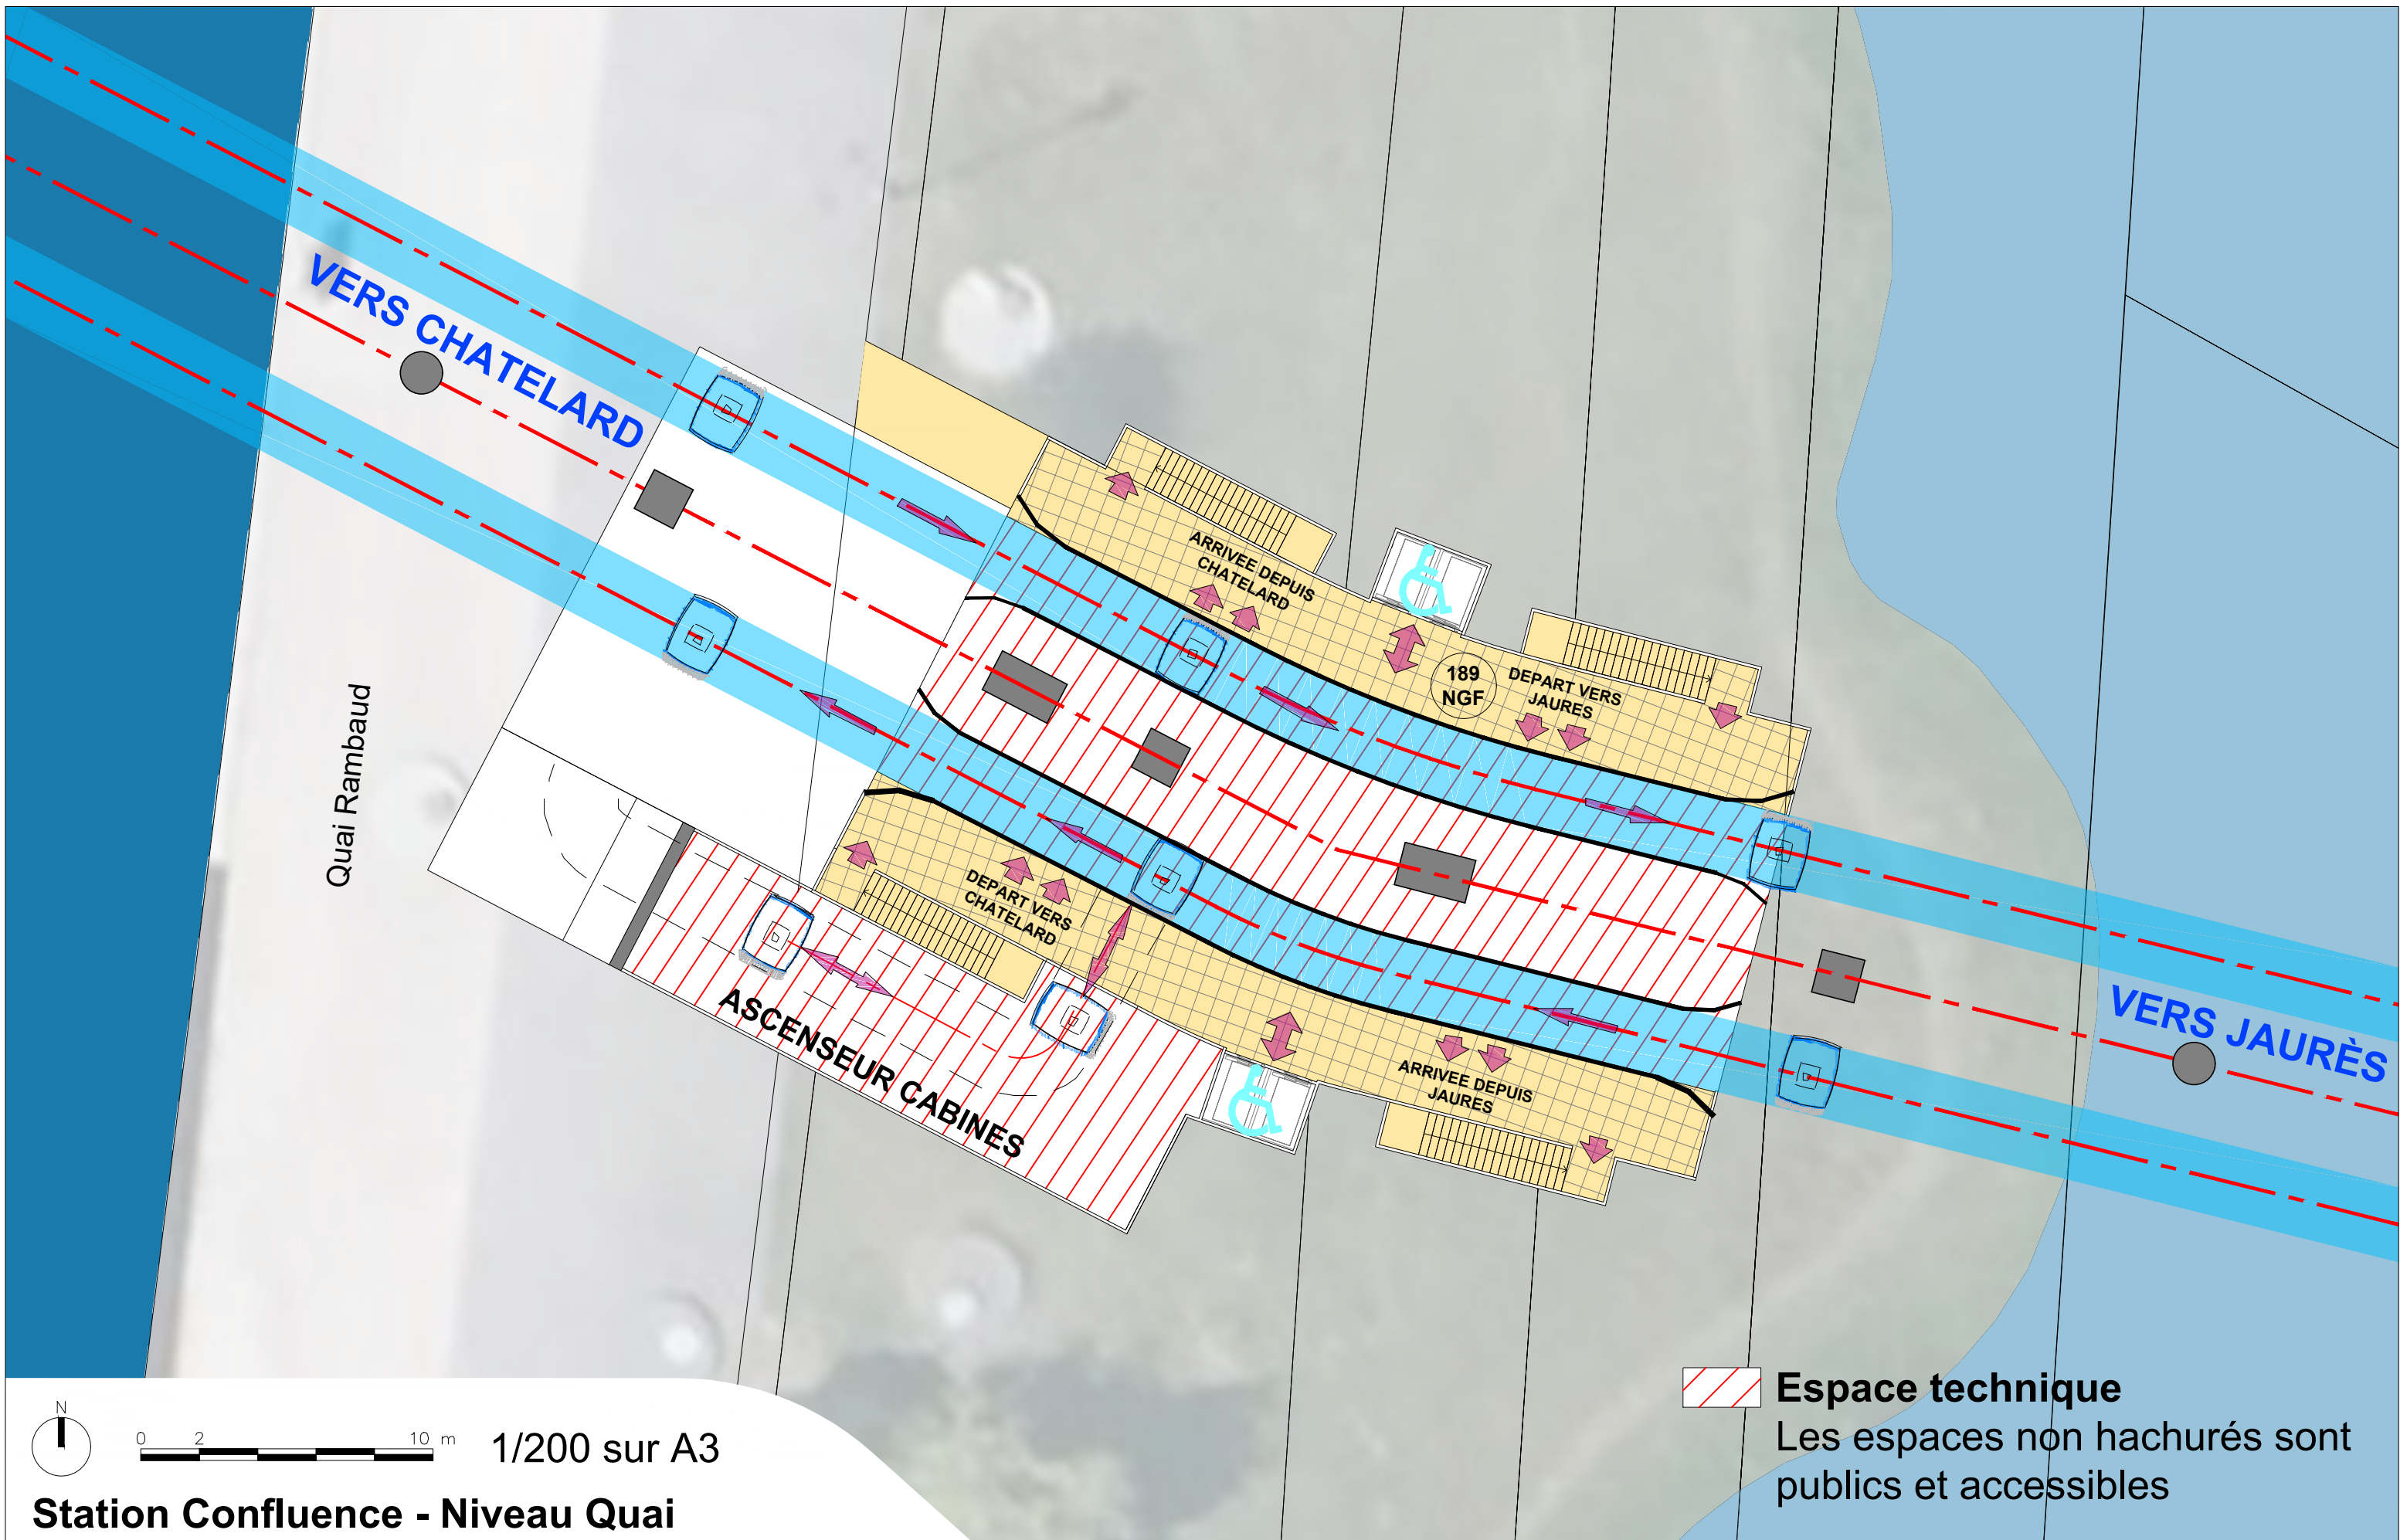 VERS CHATELARD
ARRIVEE DEPUIS
CHATELARD
189
NGF
DEPART VERS
JAURES
Quai Rambaud
DEPART VERS
CHATELARD
ASCENSEUR CABINES
ARRIVEE DEPUIS
JAURES
VERS JAURÈS
N
0 2 10 m
1/200 sur A3
Station Confluence - Niveau Quai
Espace technique
Les espaces non hachurés sont
publics et accessibles